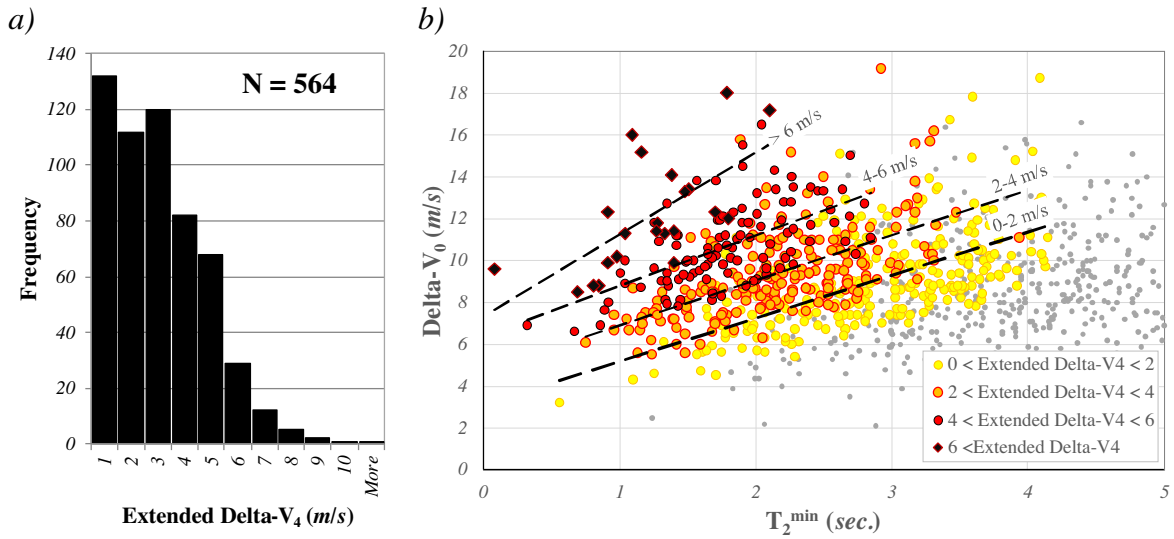 a)
140
120
100
80
60
40
20
0
Frequency
N = 564
1 2 3 4 5 6 7 8 9 10 More
Extended Delta-V4 (m/s)
b)
20
18
16
14
12
10
8
6
4
2
0
Delta-V0 (m/s)
> 6 m/s
4-6 m/s
2-4 m/s
0-2 m/s
0 < Extended Delta-V4 < 2
2 < Extended Delta-V4 < 4
4 < Extended Delta-V4 < 6
6 <Extended Delta-V4
0 1 2 3 4 5
T2min (sec.)